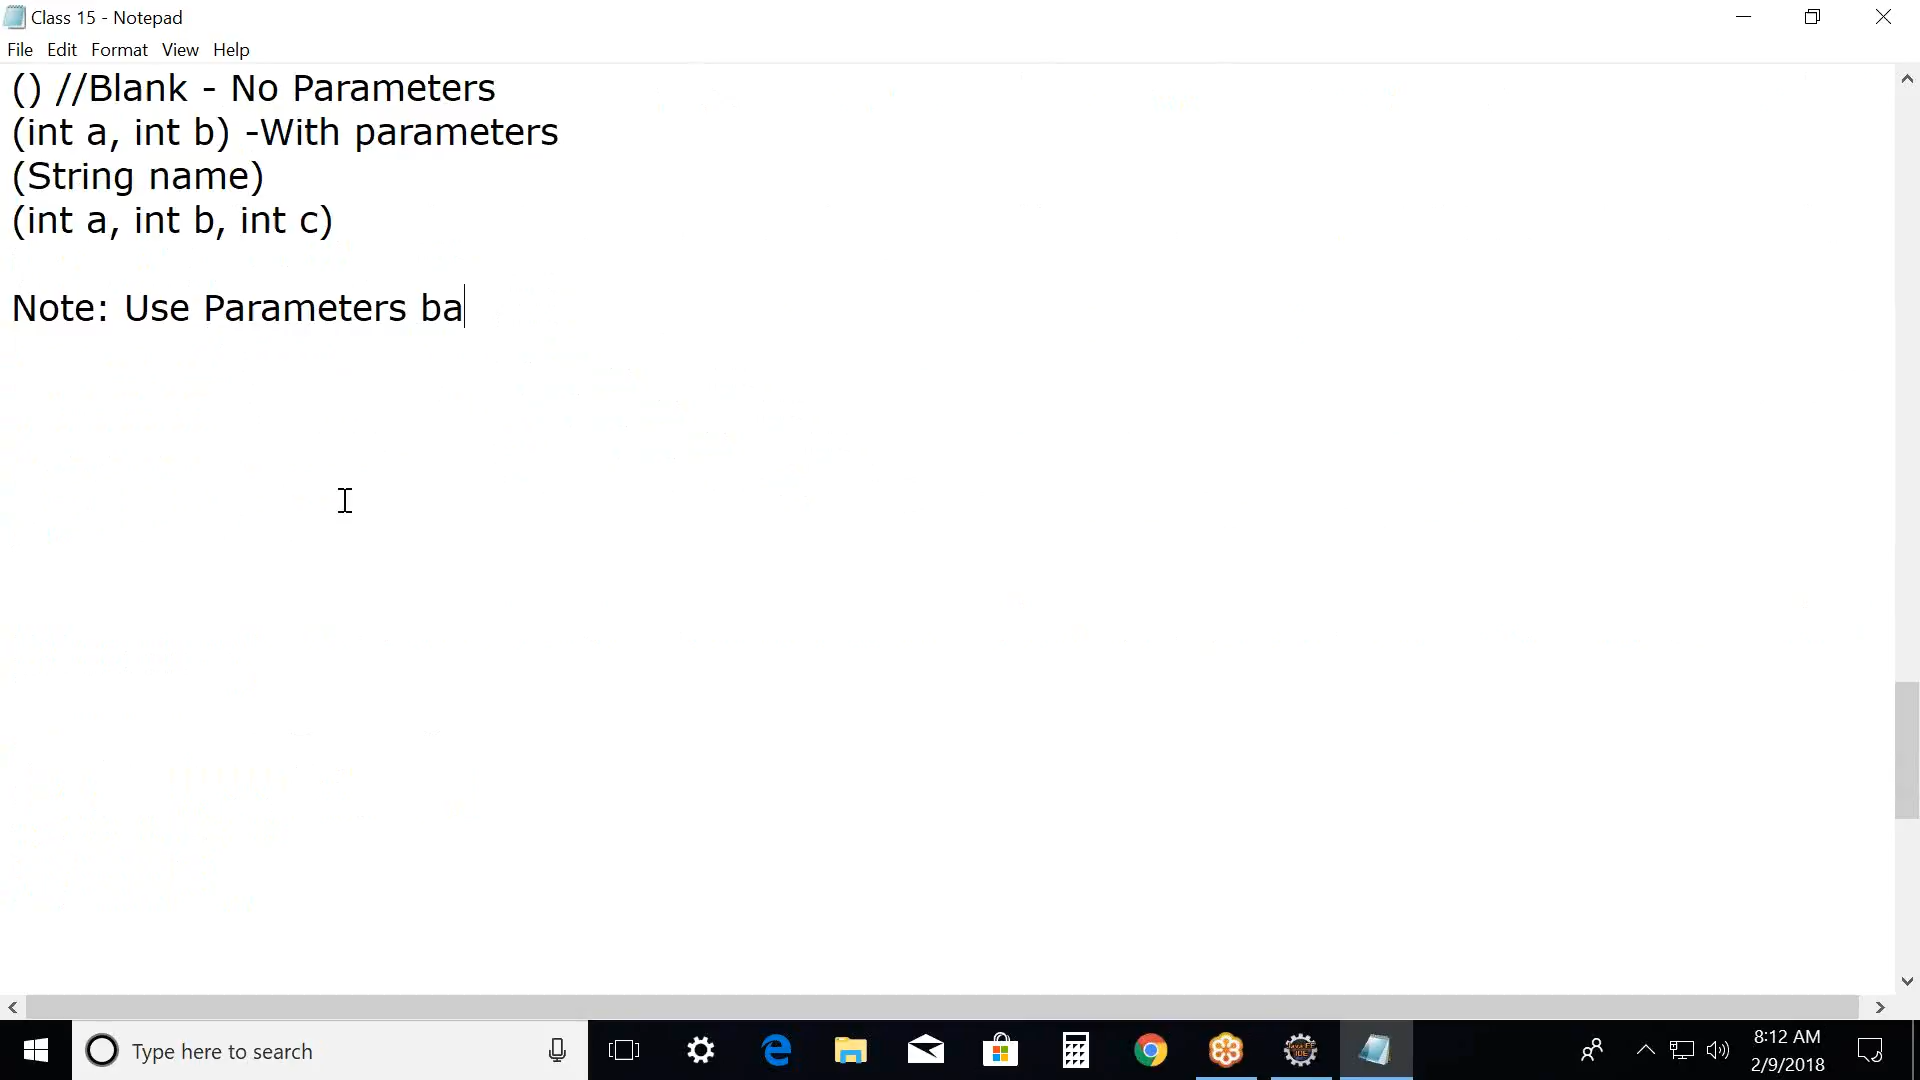 Class 15 - Notepad
File Edit Format View Help
() //Blank - No Parameters
(int a, int b) -With parameters
(String name)
(int a, int b, int c)
Note: Use Parameters ba
Type here to search
8:12 AM
2/9/2018